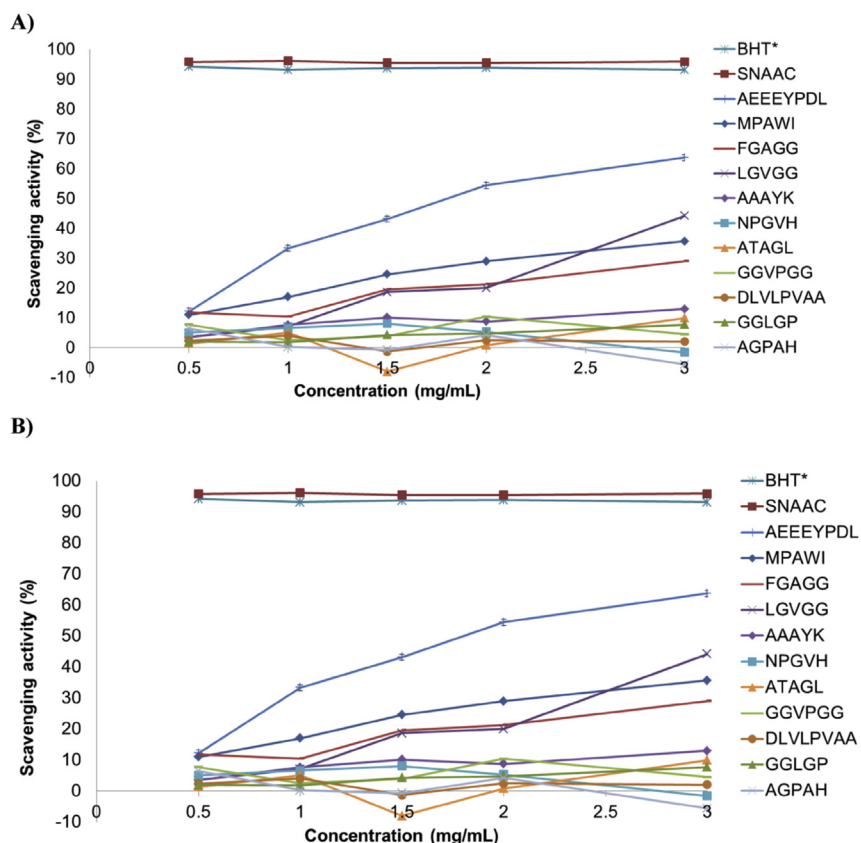 A)
100
90
80
70
60
50
40
30
20
10
0
-10
Scavenging activity (%)
0
0.5
1
1.5
2
2.5
3
Concentration (mg/mL)
BHT*
SNAAC
AEEEYPDL
MPAWI
FGAGG
LGVGG
AAAYK
NPGVH
ATAGL
GGVPGG
DLVLPVAA
GGLGP
AGPAH
B)
100
90
80
70
60
50
40
30
20
10
0
-10
Scavenging activity (%)
0
0.5
1
1.5
2
2.5
3
Concentration (mg/mL)
BHT*
SNAAC
AEEEYPDL
MPAWI
FGAGG
LGVGG
AAAYK
NPGVH
ATAGL
GGVPGG
DLVLPVAA
GGLGP
AGPAH